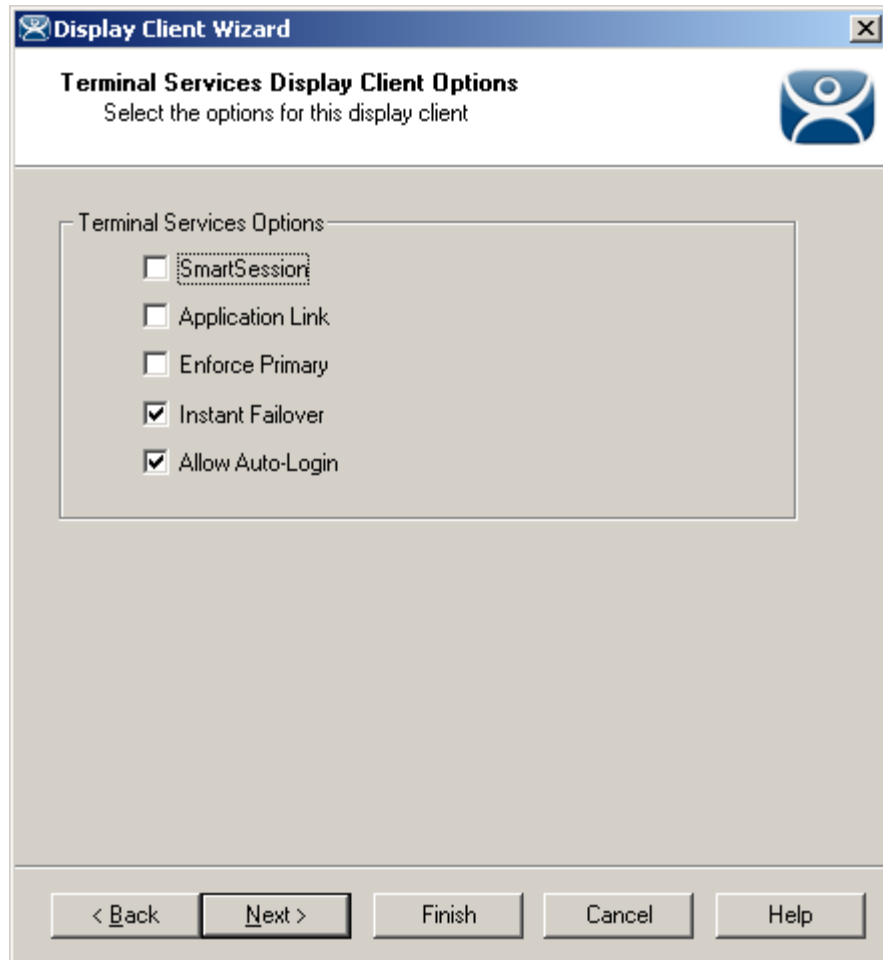 Display Client Wizard
Terminal Services Display Client Options
Select the options for this display client
Terminal Services Options
SmartSession
Application Link
Enforce Primary
Instant Failover
Allow Auto-Login
< Back Next > Finish Cancel Help